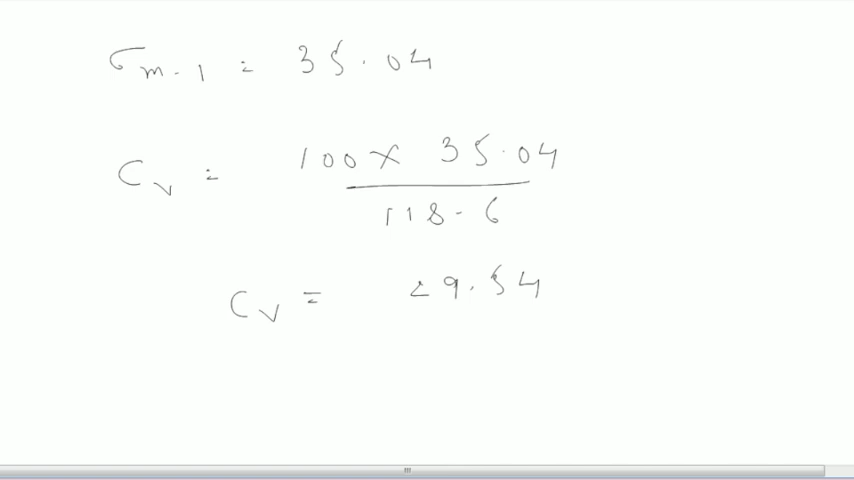 σm-1 = 35.04
Cv = 100 × 35.04 / 118.6
Cv = 29.54